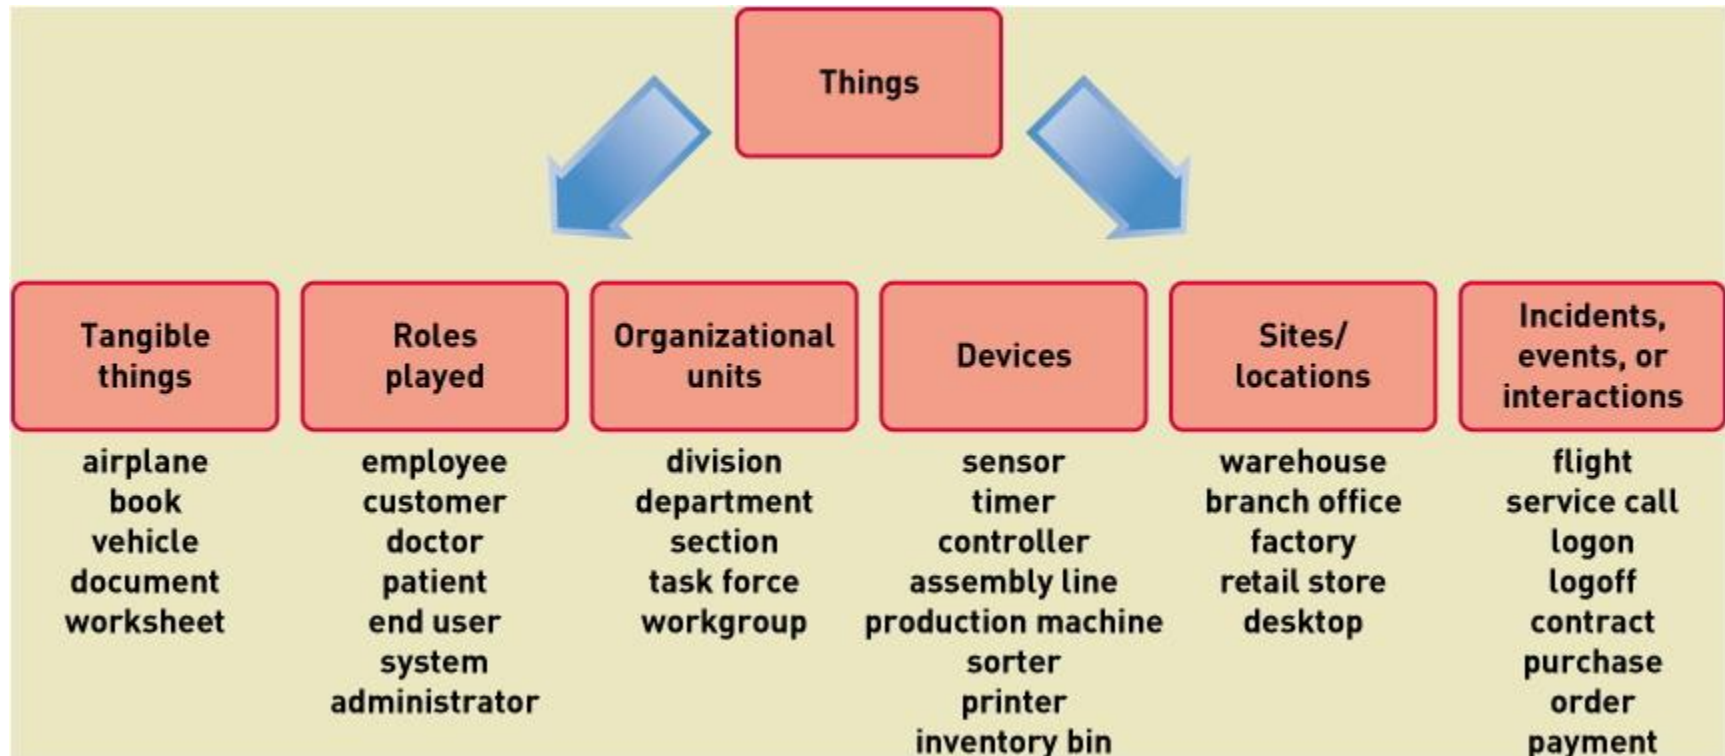 Things
Tangible
things
airplane
book
vehicle
document
worksheet
Roles
played
employee
customer
doctor
patient
end user
system
administrator
Organizational
units
division
department
section
task force
workgroup
Devices
sensor
timer
controller
assembly line
production machine
sorter
printer
inventory bin
Sites/
locations
warehouse
branch office
factory
retail store
desktop
Incidents,
events, or
interactions
flight
service call
logon
logoff
contract
purchase
order
payment